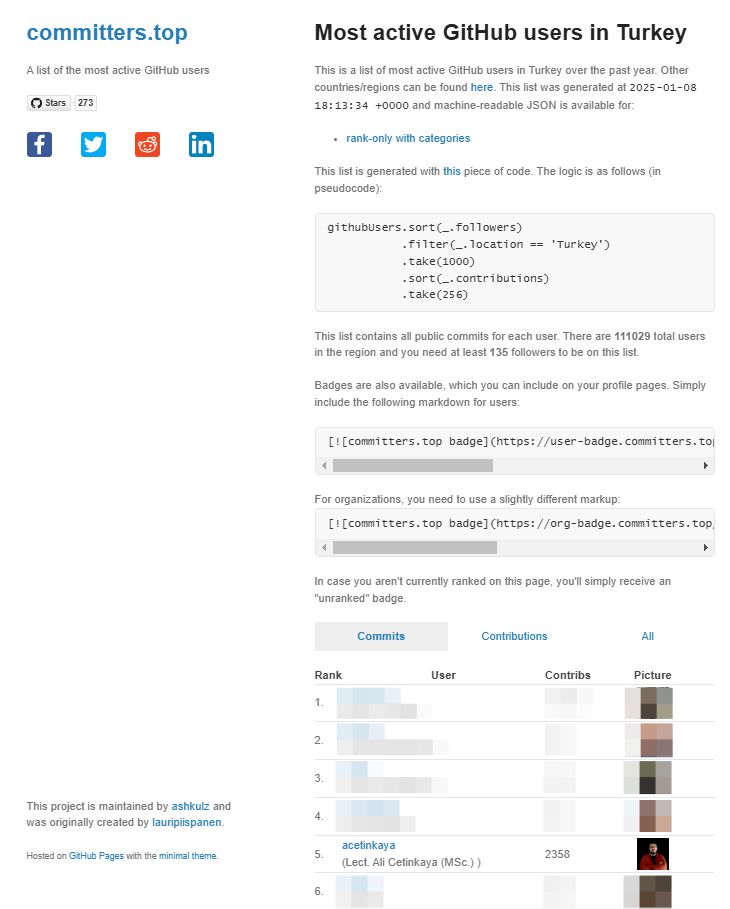 committers.top
A list of the most active GitHub users
Stars 273
Most active GitHub users in Turkey
This is a list of most active GitHub users in Turkey over the past year. Other
countries/regions can be found here. This list was generated at 2025-01-08
18:13:34 +0000 and machine-readable JSON is available for:
• rank-only with categories
This list is generated with this piece of code. The logic is as follows (in
pseudocode):
githubUsers.sort(_.followers)
.filter(_.location == 'Turkey')
.take(1000)
.sort(_.contributions)
.take(256)
This list contains all public commits for each user. There are 111029 total users
in the region and you need at least 135 followers to be on this list.
Badges are also available, which you can include on your profile pages. Simply
include the following markdown for users:
[![committers.top badge](https://user-badge.committers.top
For organizations, you need to use a slightly different markup:
[![committers.top badge](https://org-badge.committers.top/
In case you aren't currently ranked on this page, you'll simply receive an
"unranked" badge.
Commits Contributions All
Rank User Contribs Picture
1.
2.
3.
4.
5. acetinkaya
(Lect. Ali Cetinkaya (MSc.) ) 2358
6.
This project is maintained by ashkulz and
was originally created by lauripiispanen.
Hosted on GitHub Pages with the minimal theme.